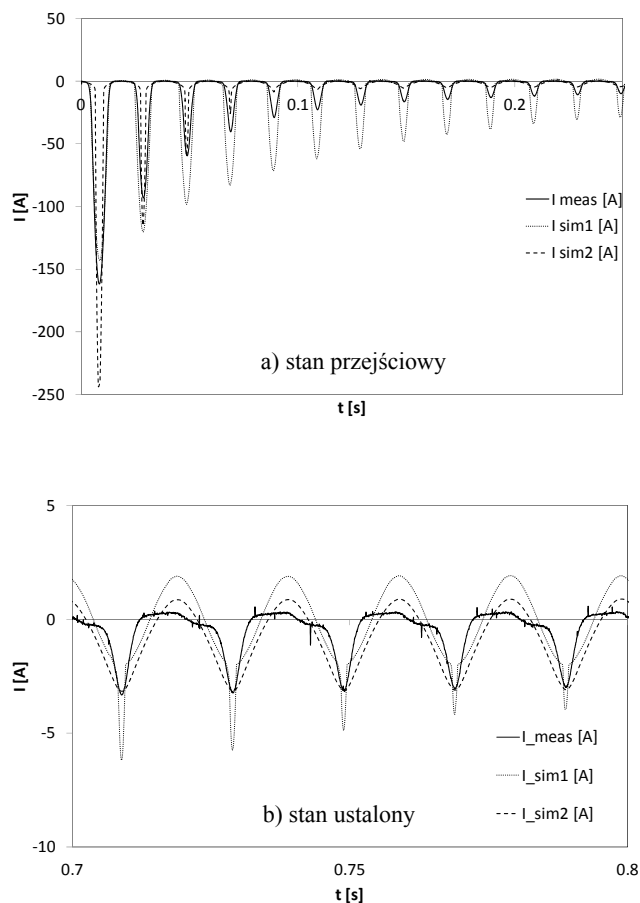 50
0
-50
-100
-150
-200
-250
0
0.1
0.2
I [A]
I meas [A]
I sim1 [A]
I sim2 [A]
a) stan przejściowy
t [s]
5
0
-5
-10
I [A]
I_meas [A]
I_sim1 [A]
I_sim2 [A]
b) stan ustalony
0.7
0.75
0.8
t [s]